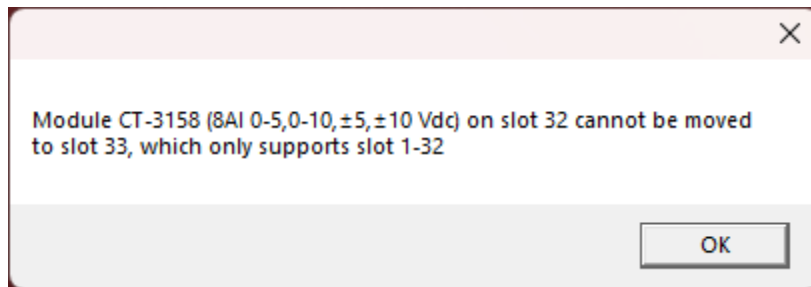 Module CT-3158 (8AI 0-5,0-10,±5,±10 Vdc) on slot 32 cannot be moved
to slot 33, which only supports slot 1-32
OK